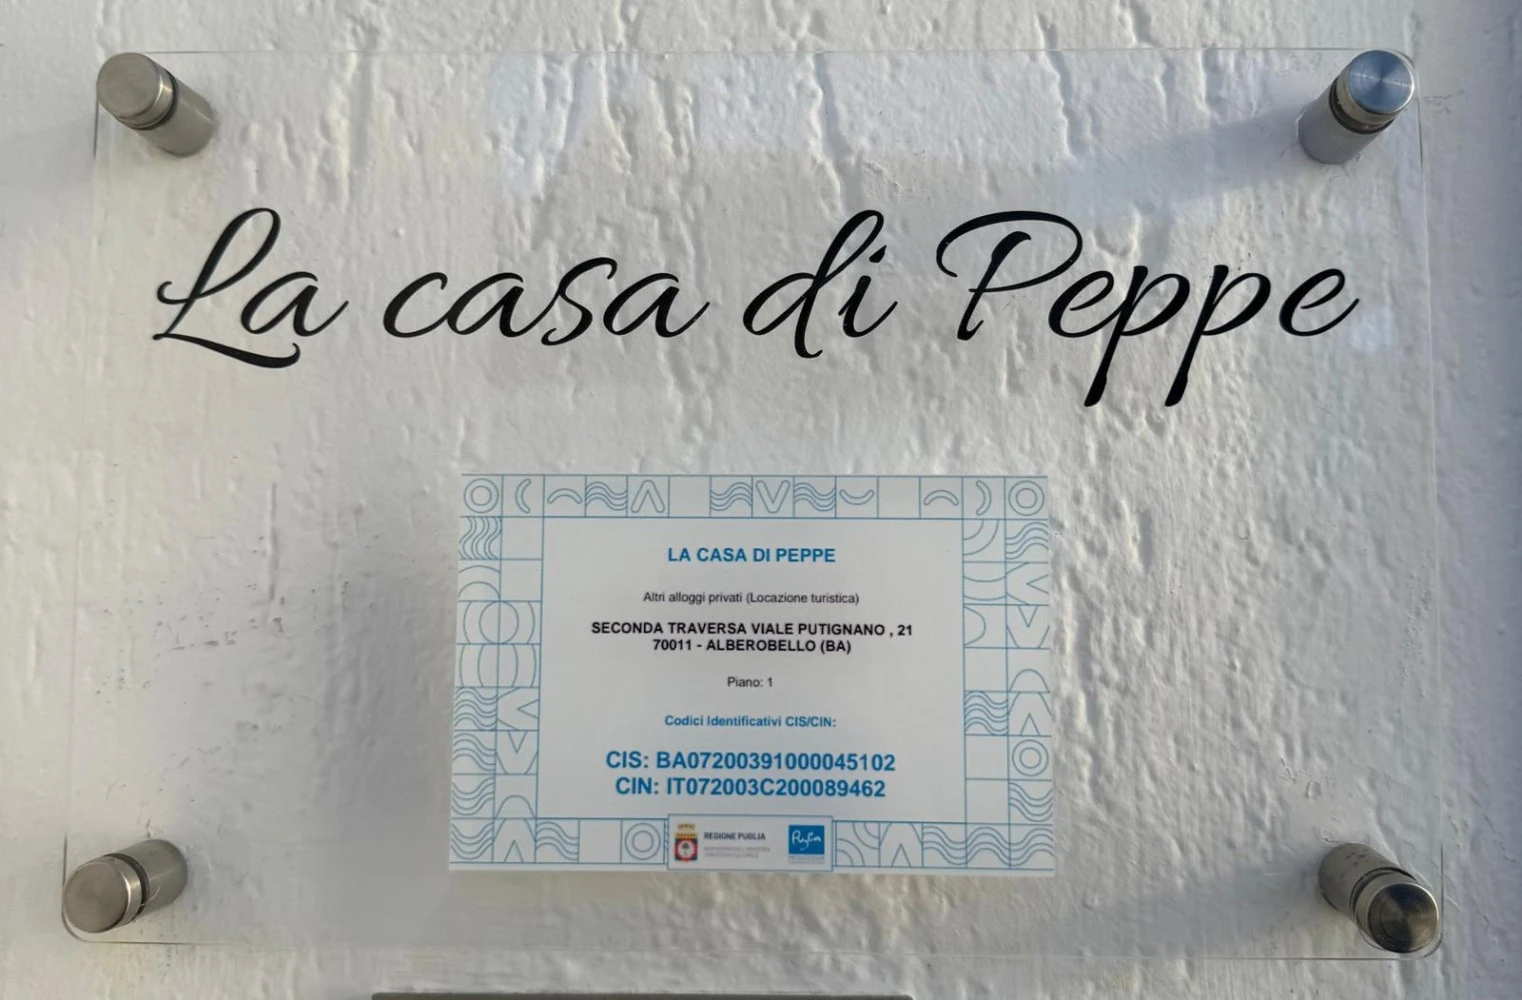 La casa di Peppe
LA CASA DI PEPPE
Altri alloggi privati (Locazione turistica)
SECONDA TRAVERSA VIALE PUTIGNANO , 21
70011 - ALBEROBELLO (BA)
Piano: 1
Codici Identificativi CIS/CIN:
CIS: BA07200391000045102
CIN: IT072003C200089462
REGIONE PUGLIA
Puglia